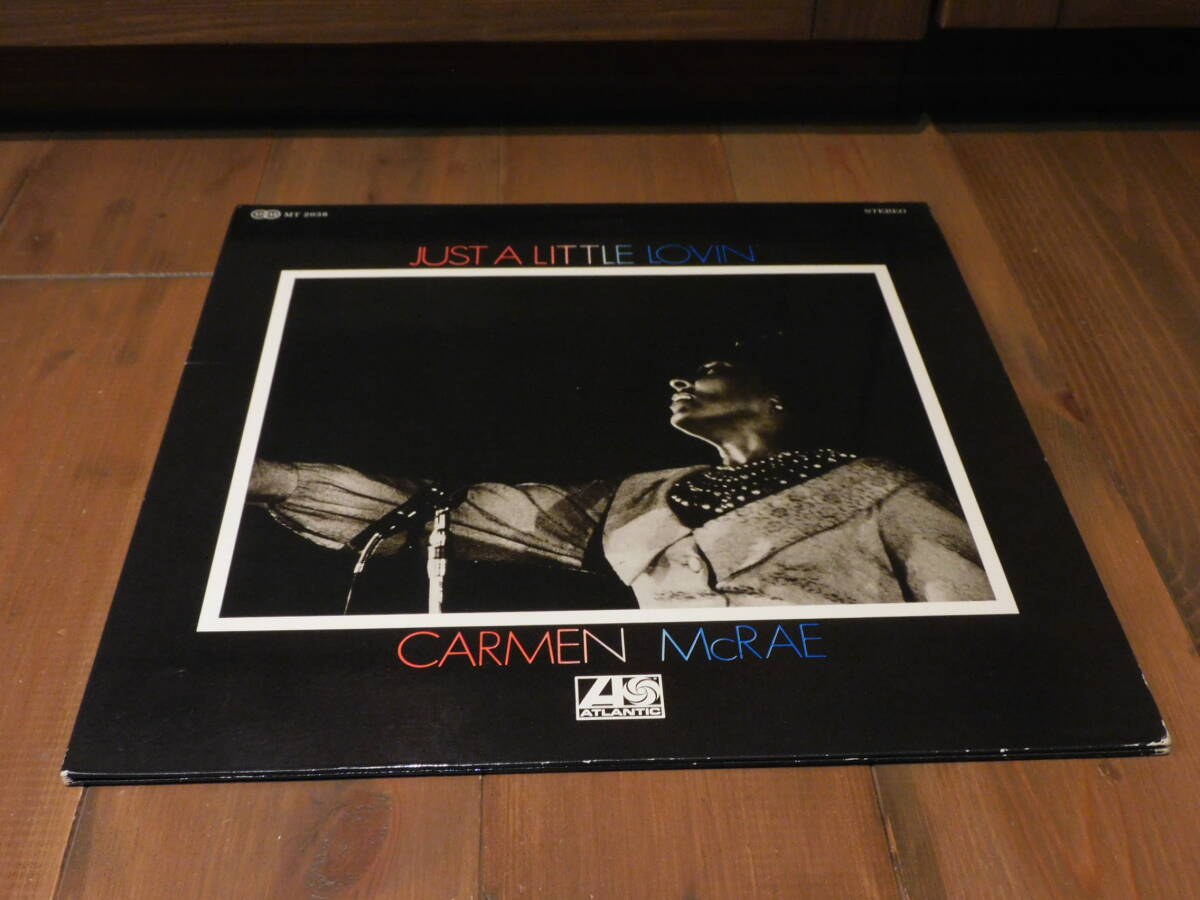 MT 2038
STEREO
JUST A LITTLE LOVIN'
CARMEN McRAE
ATLANTIC